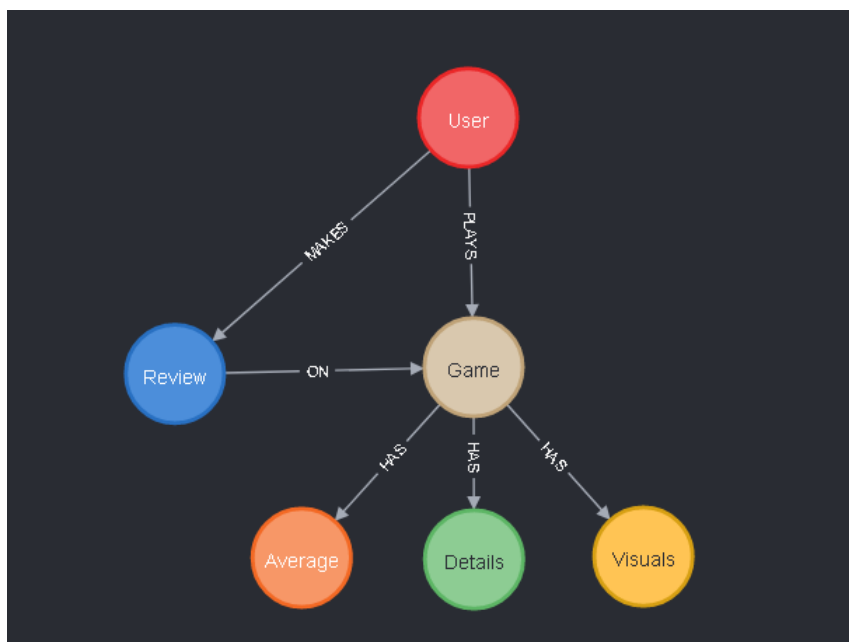 User
MAKES
PLAYS
Review
ON
Game
HAS
HAS
HAS
Average
Details
Visuals